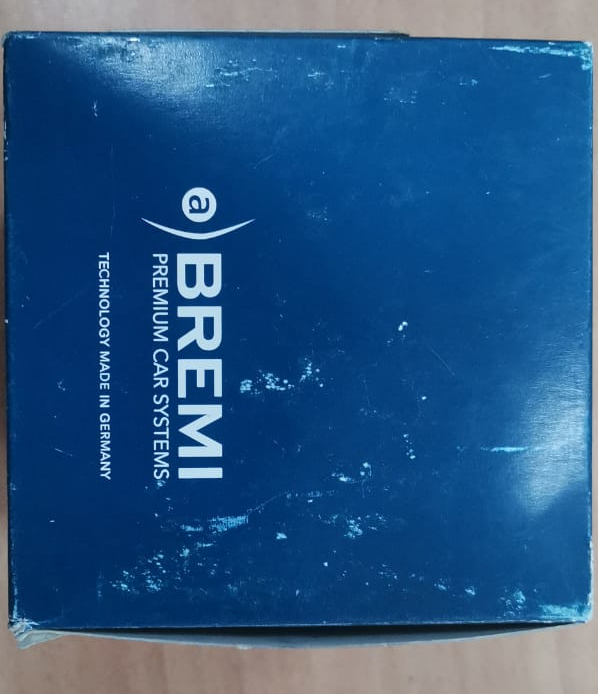 a
BREMI
PREMIUM CAR SYSTEMS
TECHNOLOGY MADE IN GERMANY